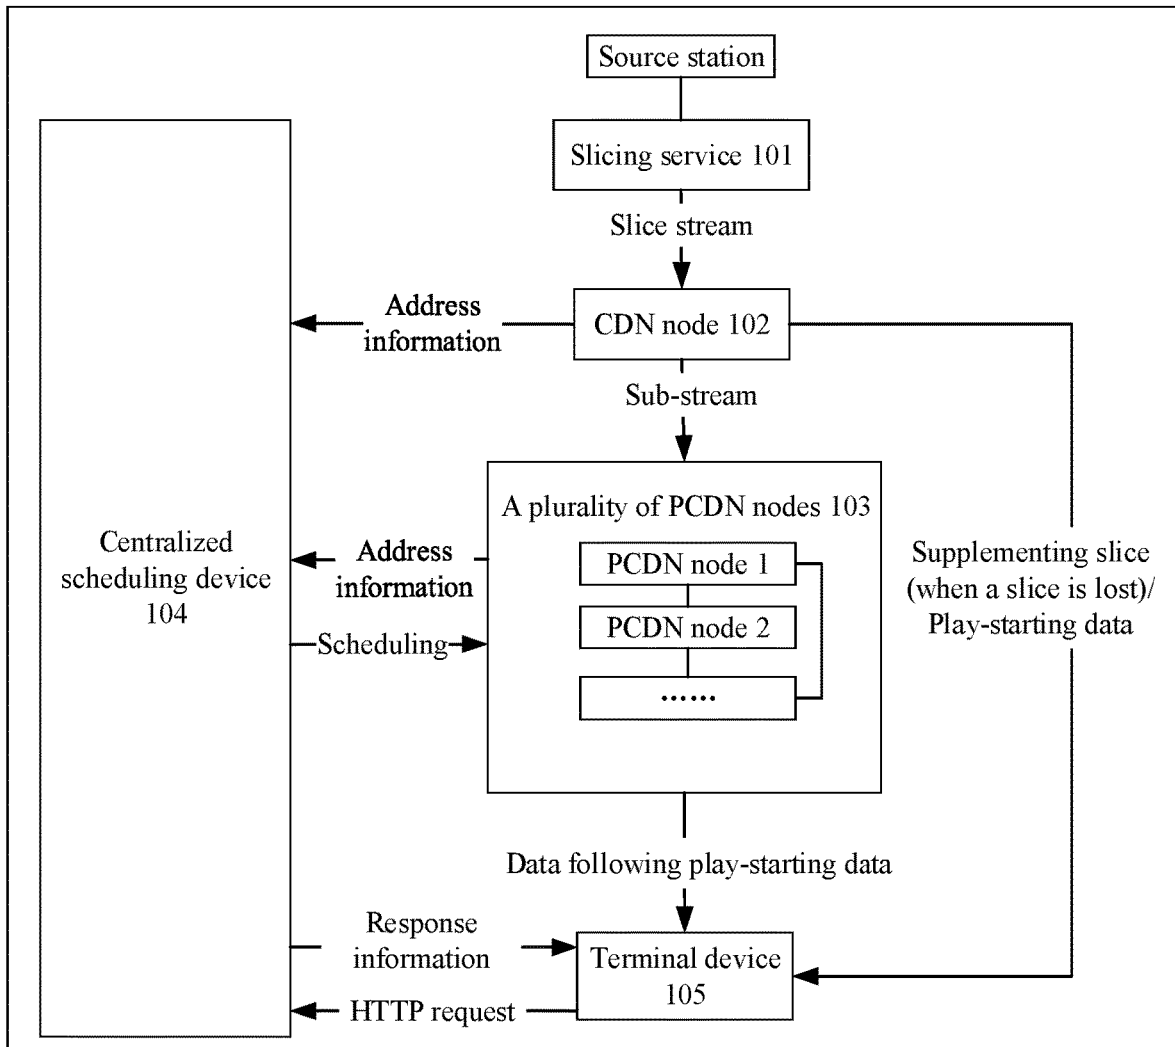 Source station
Slicing service 101
Slice stream
Address
information
CDN node 102
Sub-stream
A plurality of PCDN nodes 103
Centralized
scheduling device
104
Address
information
PCDN node 1
Scheduling
PCDN node 2
......
Supplementing slice
(when a slice is lost)/
Play-starting data
Data following play-starting data
Response
information
Terminal device
105
HTTP request